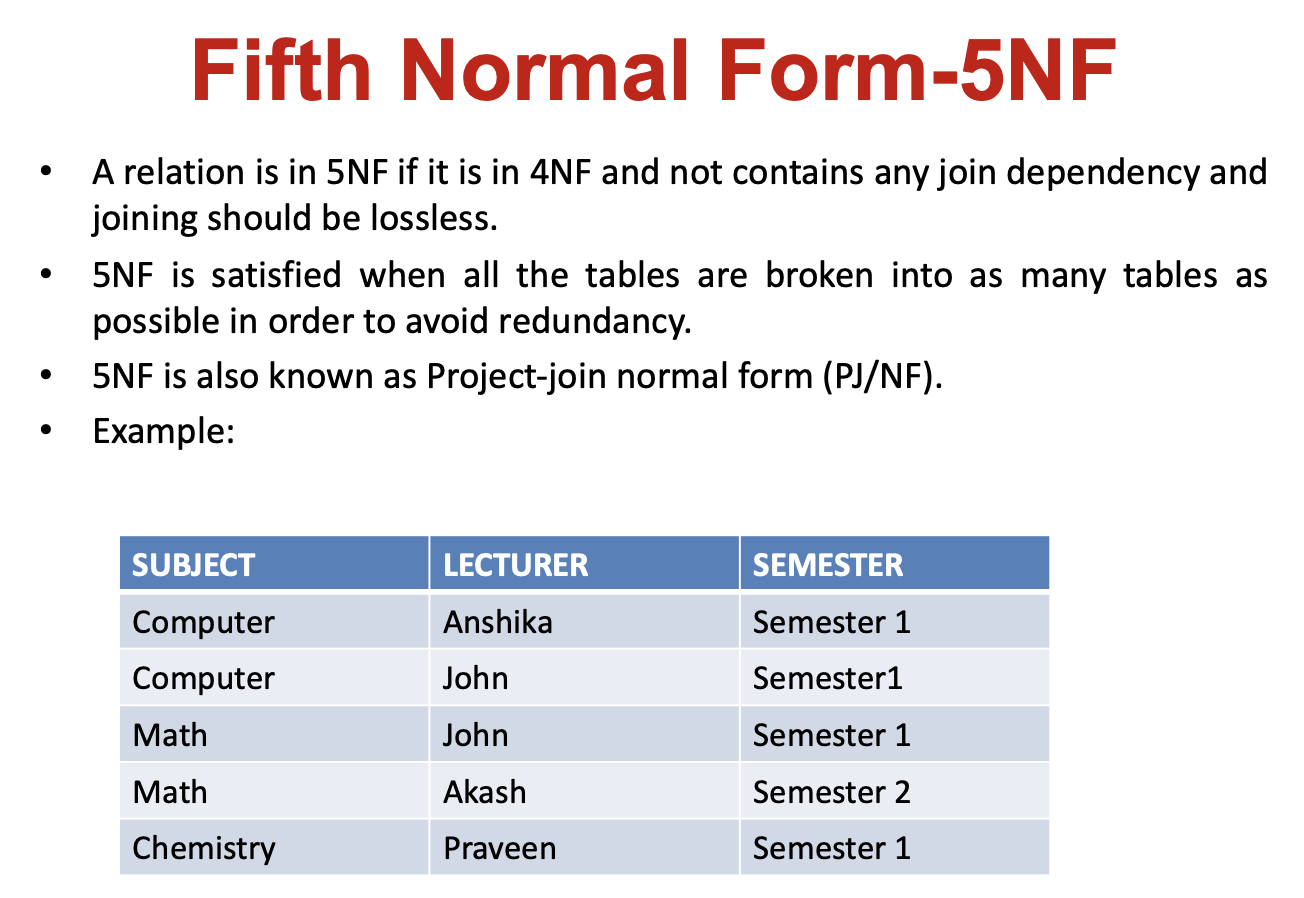 Fifth Normal Form-5NF
• A relation is in 5NF if it is in 4NF and not contains any join dependency and
joining should be lossless.
• 5NF is satisfied when all the tables are broken into as many tables as
possible in order to avoid redundancy.
• 5NF is also known as Project-join normal form (PJ/NF).
• Example:
SUBJECT LECTURER SEMESTER
Computer Anshika Semester 1
Computer John Semester1
Math John Semester 1
Math Akash Semester 2
Chemistry Praveen Semester 1